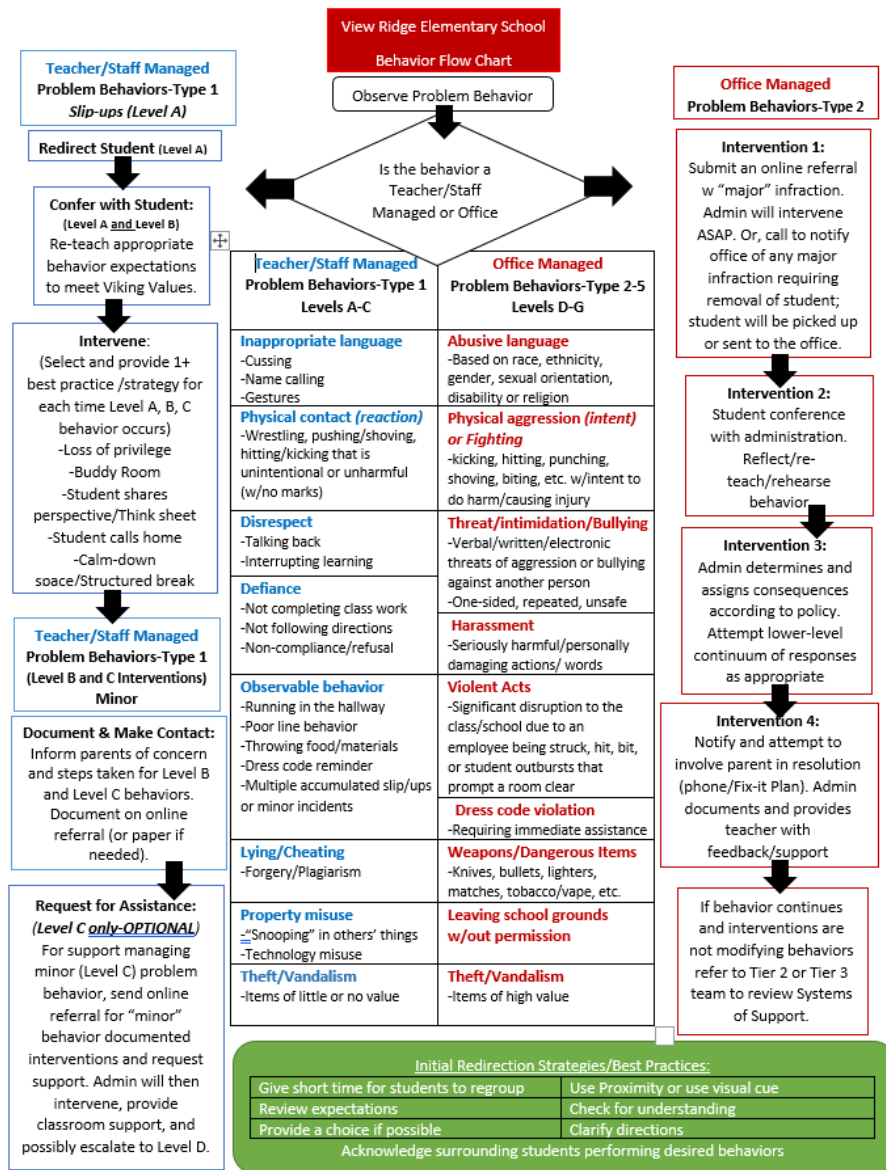 View Ridge Elementary School
Behavior Flow Chart
Observe Problem Behavior
Is the behavior a
Teacher/Staff
Managed or Office
Teacher/Staff Managed
Problem Behaviors-Type 1
Slip-ups (Level A)
Redirect Student (Level A)
Confer with Student:
(Level A and Level B)
Re-teach appropriate
behavior expectations
to meet Viking Values.
Intervene:
(Select and provide 1+
best practice /strategy for
each time Level A, B, C
behavior occurs)
-Loss of privilege
-Buddy Room
-Student shares
perspective/Think sheet
-Student calls home
-Calm-down
space/Structured break
Teacher/Staff Managed
Problem Behaviors-Type 1
(Level B and C Interventions)
Minor
Document & Make Contact:
Inform parents of concern
and steps taken for Level B
and Level C behaviors.
Document on online
referral (or paper if
needed).
Request for Assistance:
(Level C only-OPTIONAL)
For support managing
minor (Level C) problem
behavior, send online
referral for “minor”
behavior documented
interventions and request
support. Admin will then
intervene, provide
classroom support, and
possibly escalate to Level D.
Teacher/Staff Managed
Problem Behaviors-Type 1
Levels A-C
Inappropriate language
-Cussing
-Name calling
-Gestures
Physical contact (reaction)
-Wrestling, pushing/shoving,
hitting/kicking that is
unintentional or unharmful
(w/no marks)
Disrespect
-Talking back
-Interrupting learning
Defiance
-Not completing class work
-Not following directions
-Non-compliance/refusal
Observable behavior
-Running in the hallway
-Poor line behavior
-Throwing food/materials
-Dress code reminder
-Multiple accumulated slip/ups
or minor incidents
Lying/Cheating
-Forgery/Plagiarism
Property misuse
-“Snooping” in others’ things
-Technology misuse
Theft/Vandalism
-Items of little or no value
Office Managed
Problem Behaviors-Type 2-5
Levels D-G
Abusive language
-Based on race, ethnicity,
gender, sexual orientation,
disability or religion
Physical aggression (intent)
or Fighting
-kicking, hitting, punching,
shoving, biting, etc. w/intent to
do harm/causing injury
Threat/intimidation/Bullying
-Verbal/written/electronic
threats of aggression or bullying
against another person
-One-sided, repeated, unsafe
Harassment
-Seriously harmful/personally
damaging actions/ words
Violent Acts
-Significant disruption to the
class/school due to an
employee being struck, hit, bit,
or student outbursts that
prompt a room clear
Dress code violation
-Requiring immediate assistance
Weapons/Dangerous Items
-Knives, bullets, lighters,
matches, tobacco/vape, etc.
Leaving school grounds
w/out permission
Theft/Vandalism
-Items of high value
Office Managed
Problem Behaviors-Type 2
Intervention 1:
Submit an online referral
w “major” infraction.
Admin will intervene
ASAP. Or, call to notify
office of any major
infraction requiring
removal of student;
student will be picked up
or sent to the office.
Intervention 2:
Student conference
with administration.
Reflect/re-
teach/rehearse
behavior
Intervention 3:
Admin determines and
assigns consequences
according to policy.
Attempt lower-level
continuum of responses
as appropriate
Intervention 4:
Notify and attempt to
involve parent in resolution
(phone/Fix-it Plan). Admin
documents and provides
teacher with
feedback/support
If behavior continues
and interventions are
not modifying behaviors
refer to Tier 2 or Tier 3
team to review Systems
of Support.
Initial Redirection Strategies/Best Practices:
Give short time for students to regroup
Use Proximity or use visual cue
Review expectations
Check for understanding
Provide a choice if possible
Clarify directions
Acknowledge surrounding students performing desired behaviors